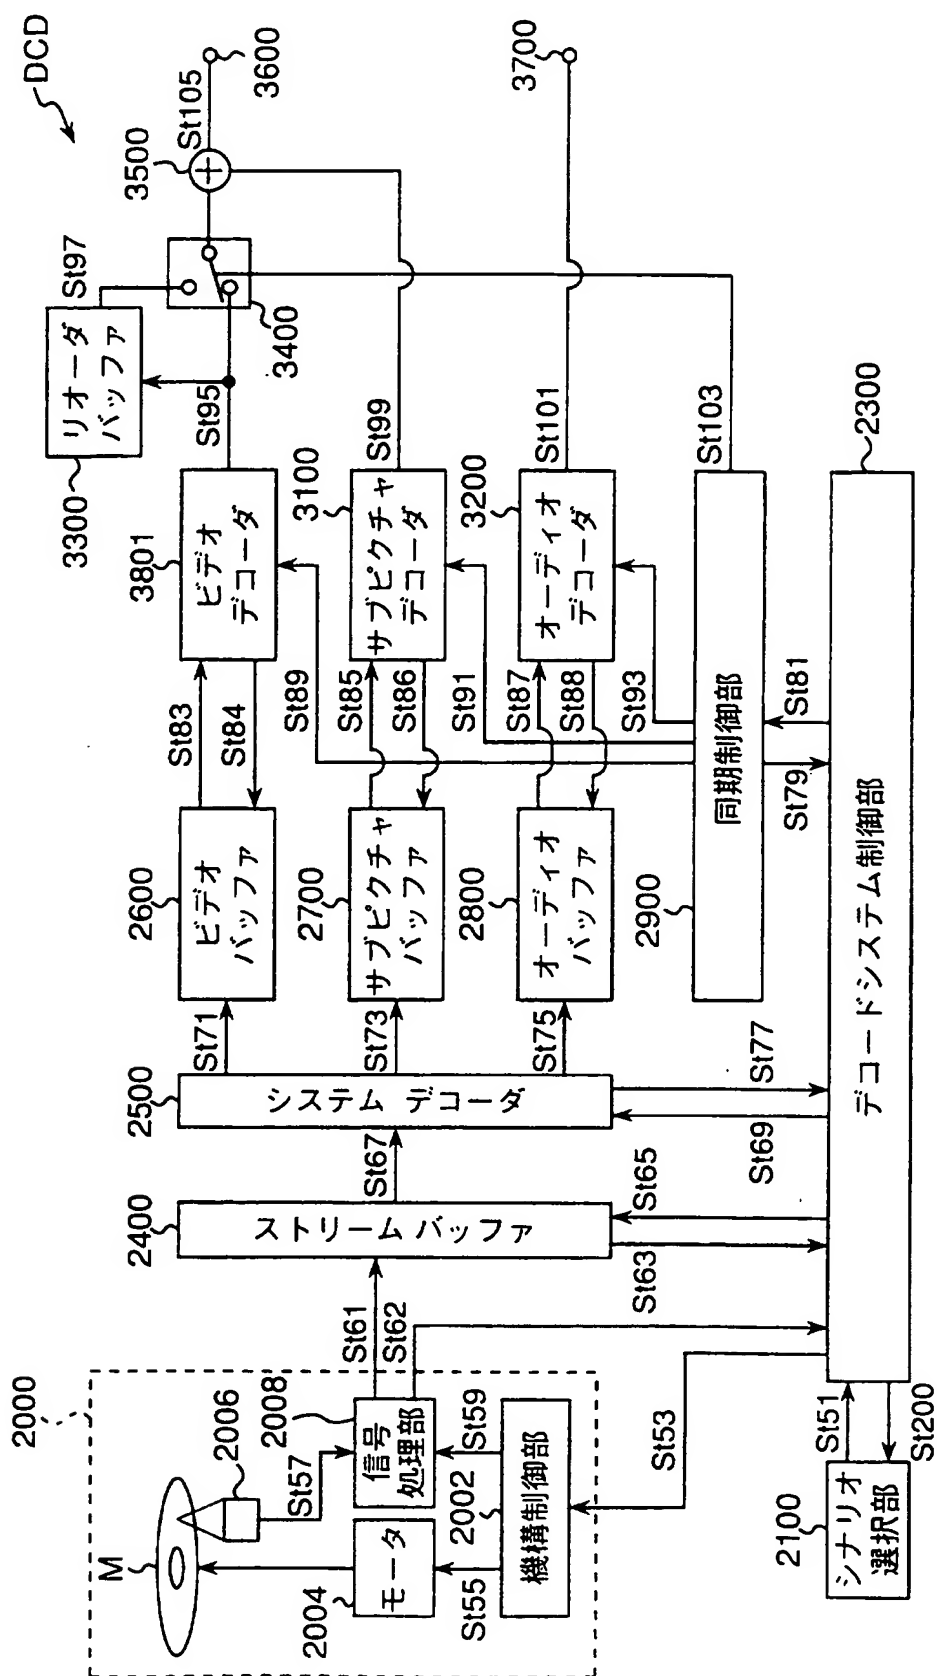 DCD
2000
M
2006
2004
モータ
St57
2008
信号
処理部
St55
2002
St59
機構制御部
St61
St62
St53
2100
シナリオ
選択部
St51
St200
2400
ストリームバッファ
St63
St65
St67
2500
システム デコーダ
St69
St77
St71
St73
St75
2600
ビデオ
バッファ
2700
サブピクチャ
バッファ
2800
オーディオ
バッファ
2900
同期制御部
St79
St81
2300
デコードシステム制御部
St83
St84
St89
St85
St86
St91
St87
St88
St93
3801
ビデオ
デコーダ
3100
サブピクチャ
デコーダ
3200
オーディオ
デコーダ
St95
St99
St101
St103
3300
リオーダ
バッファ
St97
3400
3500
St105
3600
3700